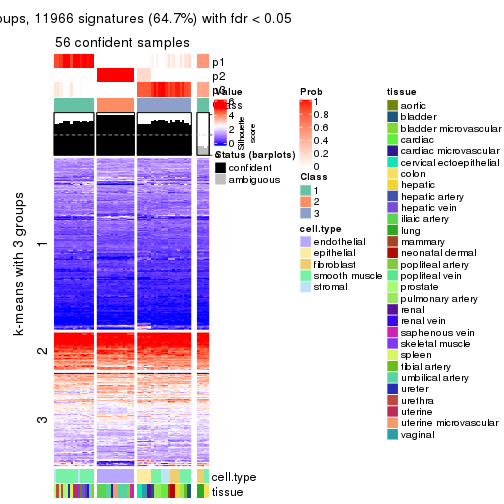 oups, 11966 signatures (64.7%) with fdr < 0.05
56 confident samples
p1
p2
p3
Class
Silhouette
score
k-means with 3 groups
1
2
3
cell.type
tissue
Value
6
4
2
0
Status (barplots)
confident
ambiguous
Prob
1
0.8
0.6
0.4
0.2
0
Class
1
2
3
cell.type
endothelial
epithelial
fibroblast
smooth muscle
stromal
tissue
aortic
bladder
bladder microvascular
cardiac
cardiac microvascular
cervical ectoepithelial
colon
hepatic
hepatic artery
hepatic vein
iliac artery
lung
mammary
neonatal dermal
popliteal artery
popliteal vein
prostate
pulmonary artery
renal
renal vein
saphenous vein
skeletal muscle
spleen
tibial artery
umbilical artery
ureter
urethra
uterine
uterine microvascular
vaginal